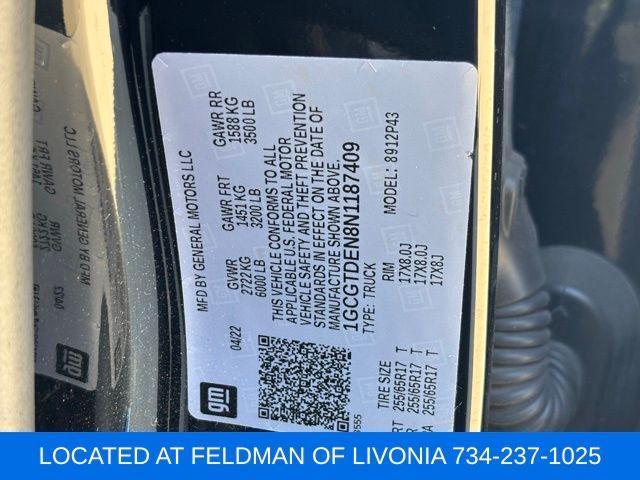 MFD BY GENERAL MOTORS LLC
04/22
GVWR
2722 KG
6000 LB
GAWR FRT
1451 KG
3200 LB
GAWR RR
1588 KG
3500 LB
THIS VEHICLE CONFORMS TO ALL
APPLICABLE U.S. FEDERAL MOTOR
VEHICLE SAFETY AND THEFT PREVENTION
STANDARDS IN EFFECT ON THE DATE OF
MANUFACTURE SHOWN ABOVE.
1GCGTDEN8N1187409
TYPE: TRUCK
MODEL: 8912P43
TIRE SIZE
RIM
255/65R17 T
17X8.0J
255/65R17 T
17X8.0J
255/65R17 T
17X8J
gm
LOCATED AT FELDMAN OF LIVONIA 734-237-1025